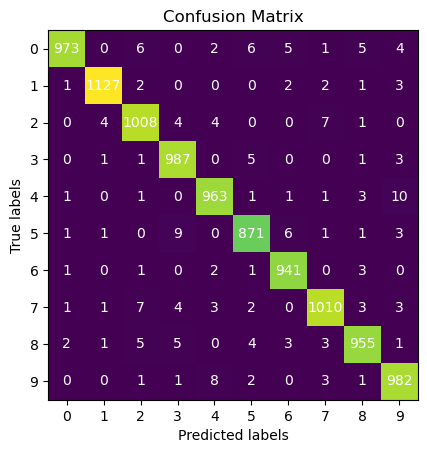 Confusion Matrix
0 973 0 6 0 2 6 5 1 5 4
1 1 1127 2 0 0 0 2 2 1 3
2 0 4 1008 4 4 0 0 7 1 0
3 0 1 1 987 0 5 0 0 1 3
4 1 0 1 0 963 1 1 1 3 10
5 1 1 0 9 0 871 6 1 1 3
6 1 0 1 0 2 1 941 0 3 0
7 1 1 7 4 3 2 0 1010 3 3
8 2 1 5 5 0 4 3 3 955 1
9 0 0 1 1 8 2 0 3 1 982
0 1 2 3 4 5 6 7 8 9
Predicted labels
True labels